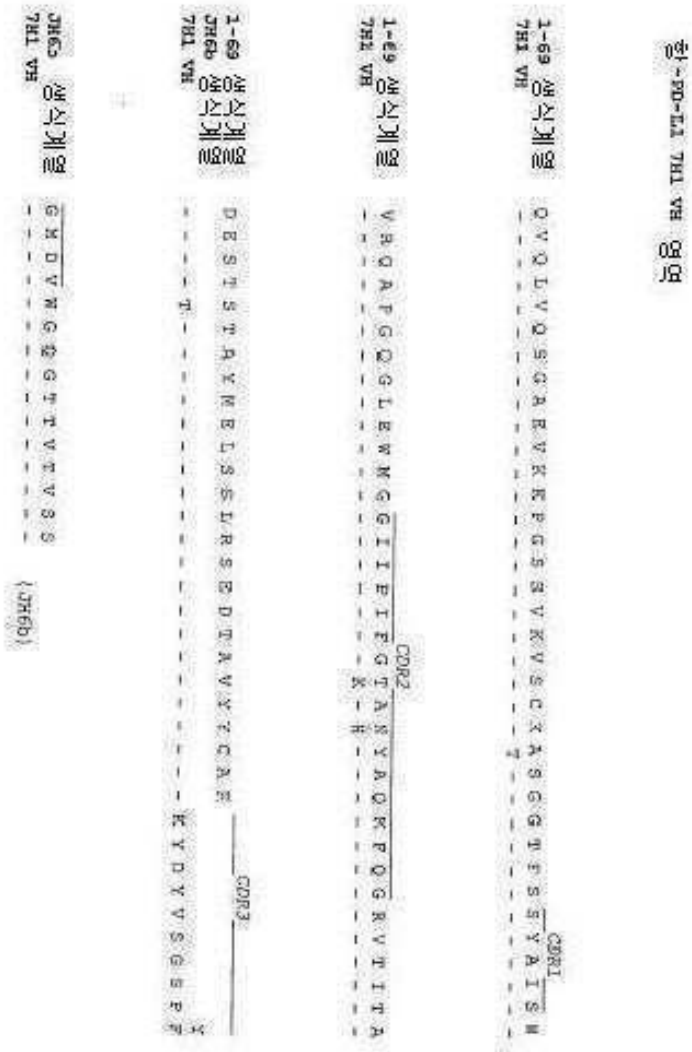 항-PD-L1 7H1 VH 영역
CDR1
1-69 생식계열 Q V Q L V Q S G A E V K K P G S S V K V S C K A S G G T F S S Y A I S W
7H1 VH - - - - - - - - - - - - - - - - - - - - - - - T - - - - - - - - - - - -
CDR2
1-69 생식계열 V R Q A P G Q G L E W M G G I I P I F G T A N Y A Q K F Q G R V T I T A
7H1 VH - - - - - - - - - - - - - - - - - - - - K - H - - - - - - - - - - - - -
CDR3
1-69 생식계열 D E S T S T A Y M E L S S L R S E D T A V Y Y C A R
JH6b 생식계열 Y
7H1 VH - - - - T - - - - - - - - - - - - - - - - - - - - - K Y D Y V S G S P F
JH6b 생식계열 G M D V W G Q G T T V T V S S (JH6b)
7H1 VH - - - - - - - - - - - - - - -